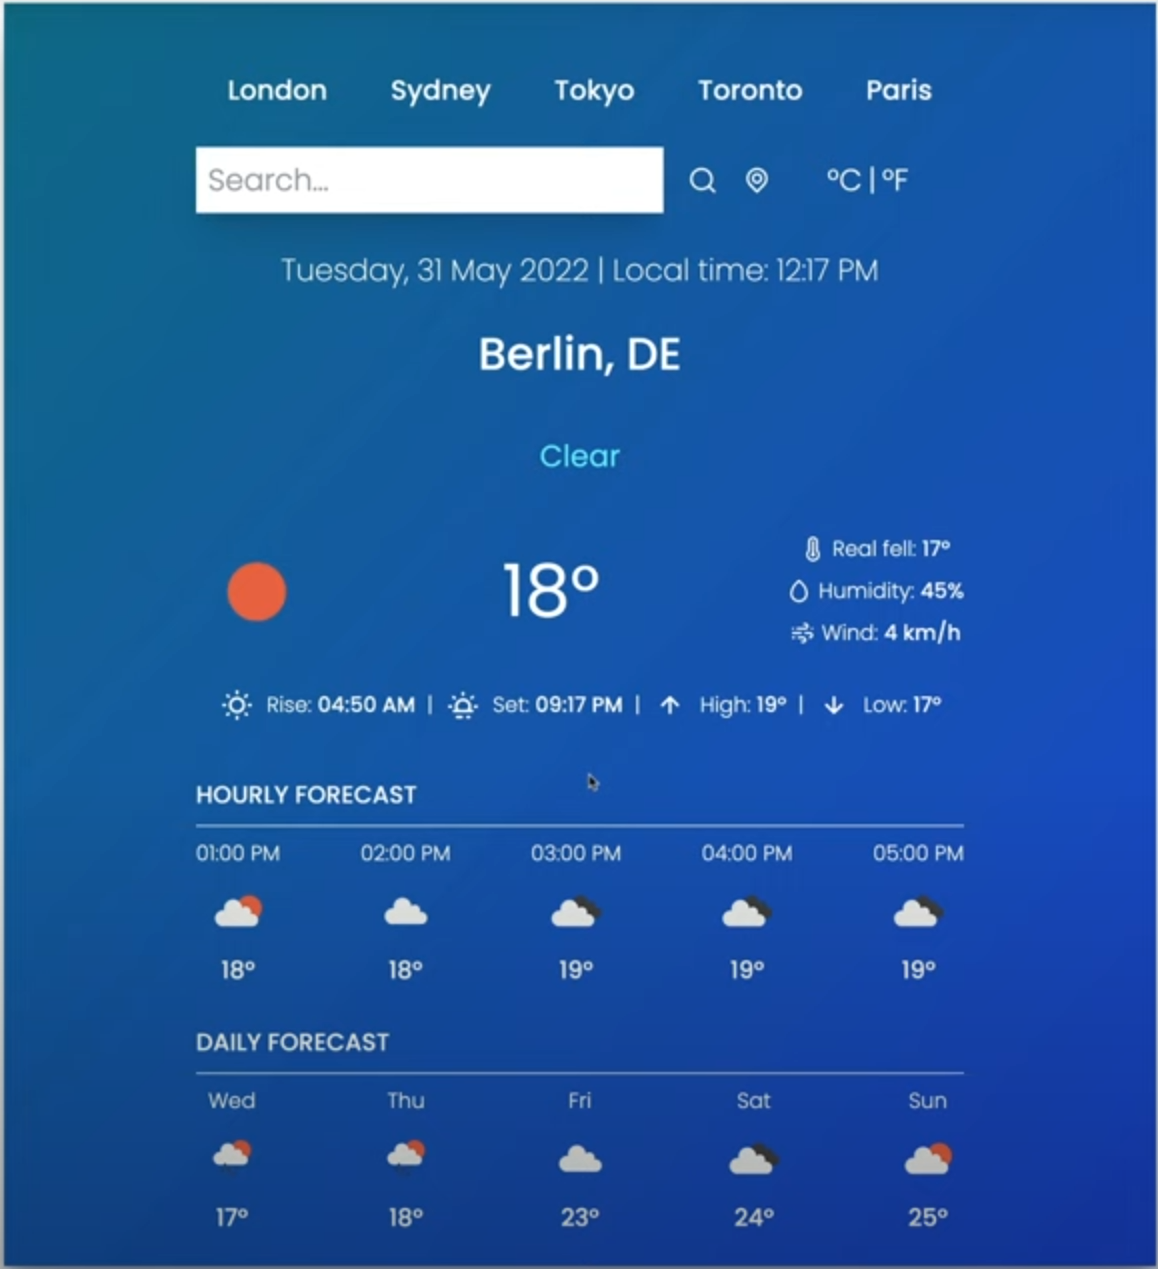 London Sydney Tokyo Toronto Paris
Search...
°C | °F
Tuesday, 31 May 2022 | Local time: 12:17 PM
Berlin, DE
Clear
18°
Real fell: 17°
Humidity: 45%
Wind: 4 km/h
Rise: 04:50 AM | Set: 09:17 PM | High: 19° | Low: 17°
HOURLY FORECAST
01:00 PM 02:00 PM 03:00 PM 04:00 PM 05:00 PM
18° 18° 19° 19° 19°
DAILY FORECAST
Wed Thu Fri Sat Sun
17° 18° 23° 24° 25°